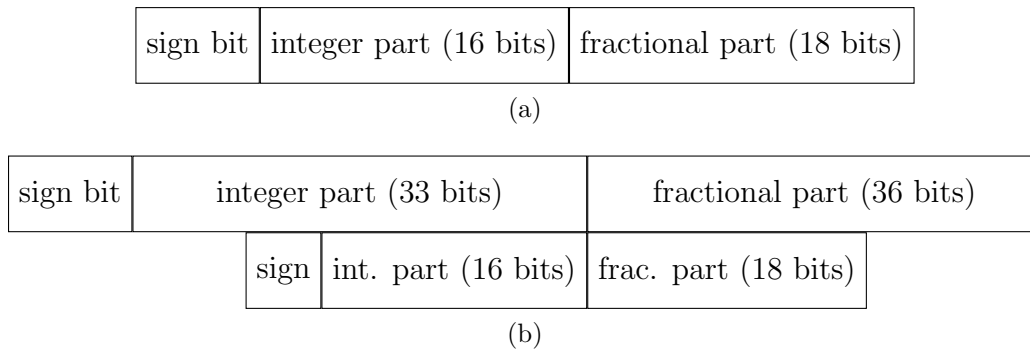 sign bit integer part (16 bits) fractional part (18 bits)
(a)
sign bit integer part (33 bits) fractional part (36 bits)
sign int. part (16 bits) frac. part (18 bits)
(b)